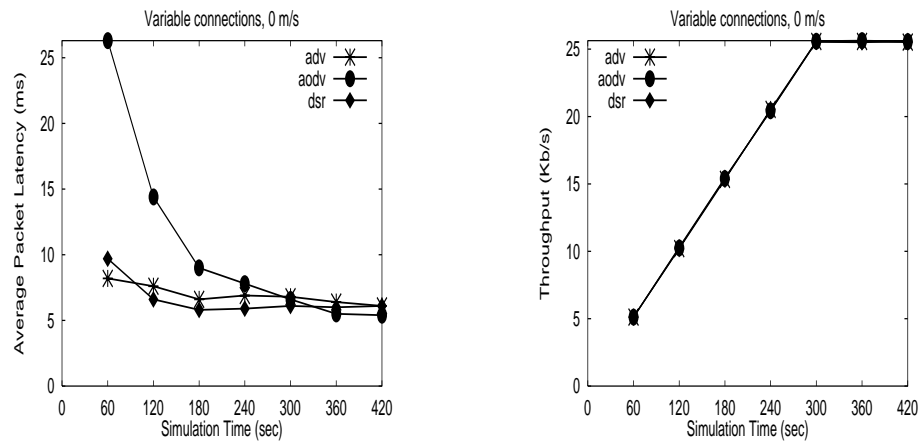 Variable connections, 0 m/s
Average Packet Latency (ms)
25
20
15
10
5
0
adv
aodv
dsr
0 60 120 180 240 300 360 420
Simulation Time (sec)
Variable connections, 0 m/s
Throughput (Kb/s)
25
20
15
10
5
0
adv
aodv
dsr
0 60 120 180 240 300 360 420
Simulation Time (sec)